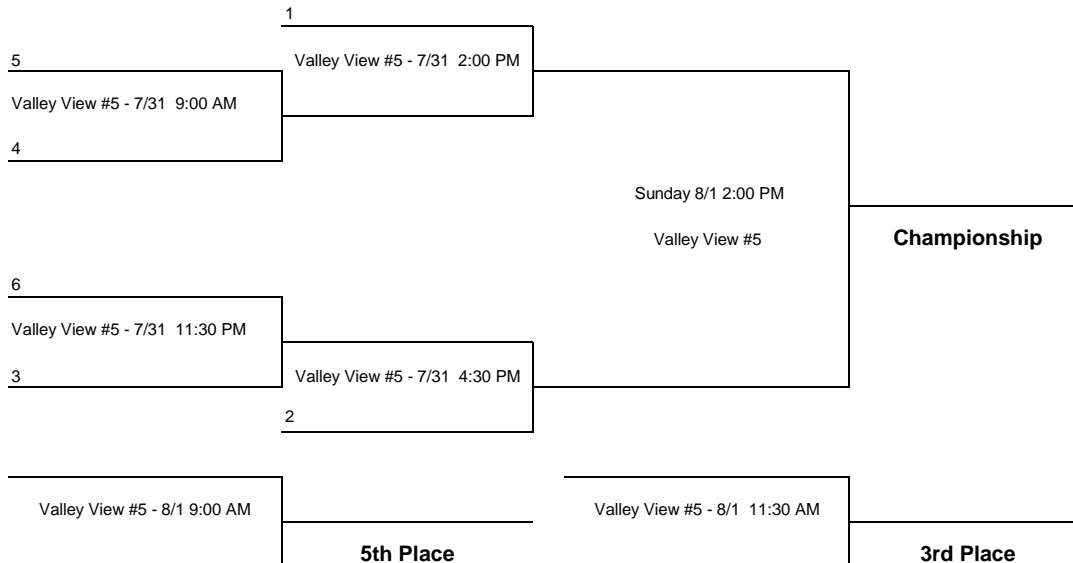 1
5
Valley View #5 - 7/31  2:00 PM
Valley View #5 - 7/31  9:00 AM
4
Sunday 8/1 2:00 PM
Valley View #5
Championship
6
Valley View #5 - 7/31  11:30 PM
3
Valley View #5 - 7/31  4:30 PM
2
Valley View #5 - 8/1 9:00 AM
Valley View #5 - 8/1  11:30 AM
5th Place
3rd Place